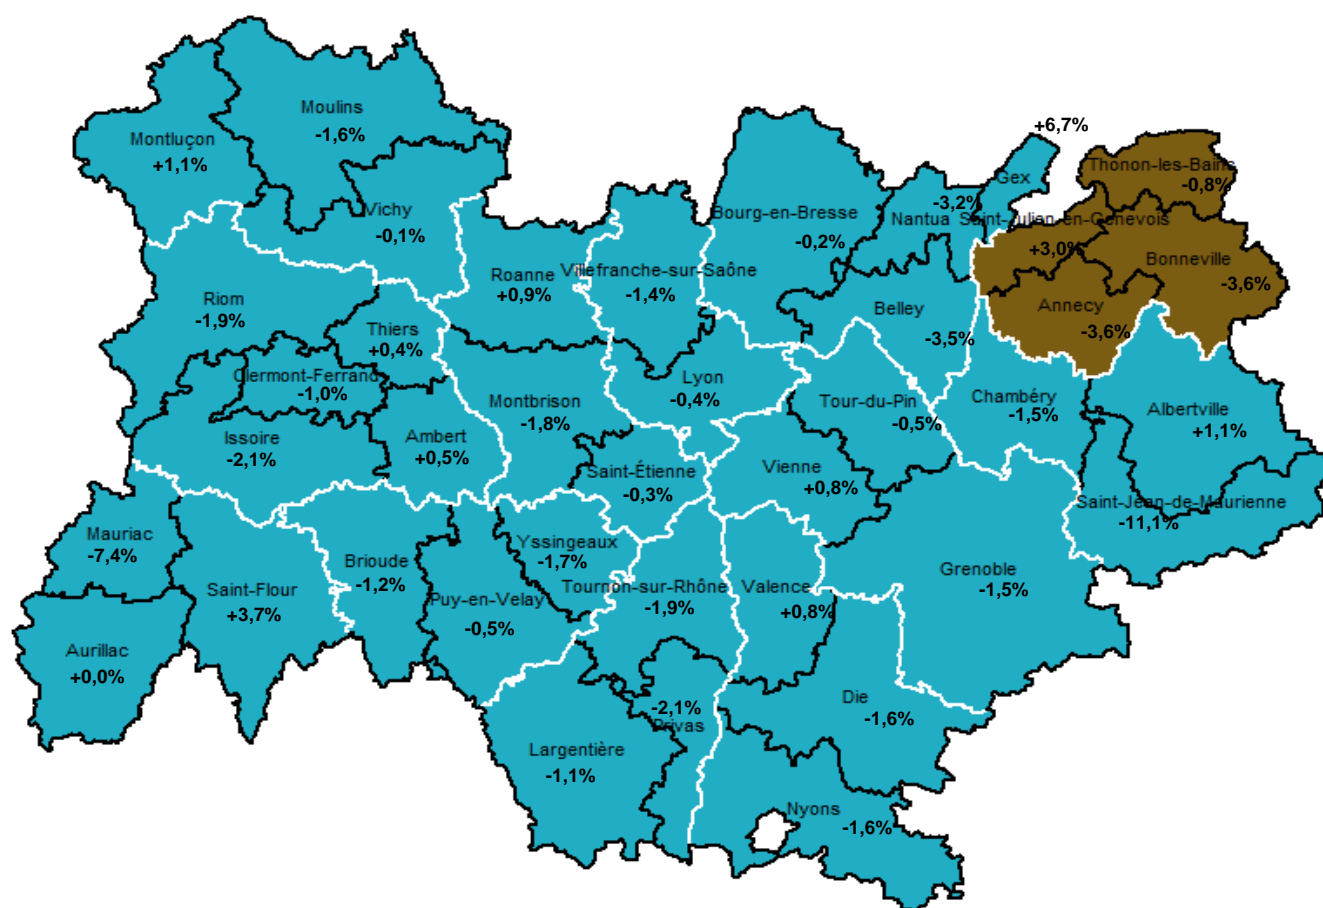 Moulins
-1,6%
Montluçon
+1,1%
Vichy
-0,1%
+6,7%
Gex
Thonon-les-Bains
-0,8%
Bourg-en-Bresse
-0,2%
-3,2%
Nantua
Saint-Julien-en-Genevois
+3,0%
Bonneville
-3,6%
Roanne
+0,9%
Villefranche-sur-Saône
-1,4%
Riom
-1,9%
Thiers
+0,4%
Belley
-3,5%
Annecy
-3,6%
Clermont-Ferrand
-1,0%
Lyon
-0,4%
Montbrison
-1,8%
Tour-du-Pin
-0,5%
Chambéry
-1,5%
Albertville
+1,1%
Issoire
-2,1%
Ambert
+0,5%
Saint-Étienne
-0,3%
Vienne
+0,8%
Saint-Jean-de-Maurienne
-11,1%
Mauriac
-7,4%
Saint-Flour
+3,7%
Brioude
-1,2%
Yssingeaux
-1,7%
Puy-en-Velay
-0,5%
Tournon-sur-Rhône
-1,9%
Valence
+0,8%
Grenoble
-1,5%
Aurillac
+0,0%
Die
-1,6%
-2,1%
Privas
Largentière
-1,1%
Nyons
-1,6%